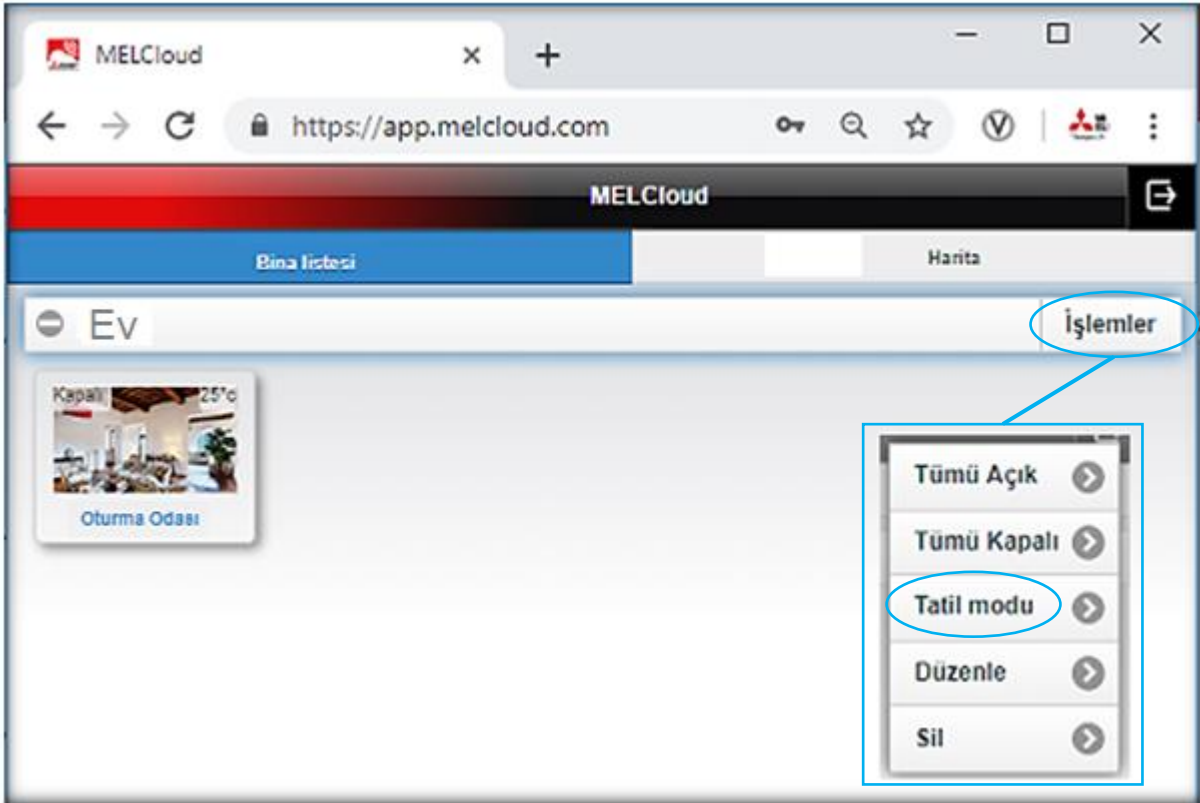 MELCloud
https://app.melcloud.com
MELCloud
Bina listesi
Harita
Ev
İşlemler
Kapalı 25°c
Oturma Odası
Tümü Açık
Tümü Kapalı
Tatil modu
Düzenle
Sil